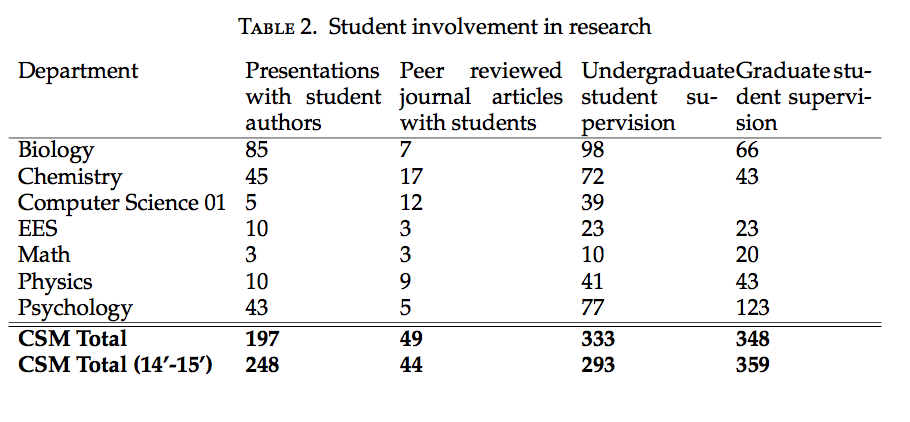 TABLE 2. Student involvement in research
Department Presentations Peer reviewed Undergraduate Graduate stu-
with student journal articles student su- dent supervi-
authors with students pervision sion
Biology 85 7 98 66
Chemistry 45 17 72 43
Computer Science 01 5 12 39
EES 10 3 23 23
Math 3 3 10 20
Physics 10 9 41 43
Psychology 43 5 77 123
CSM Total 197 49 333 348
CSM Total (14′-15′) 248 44 293 359